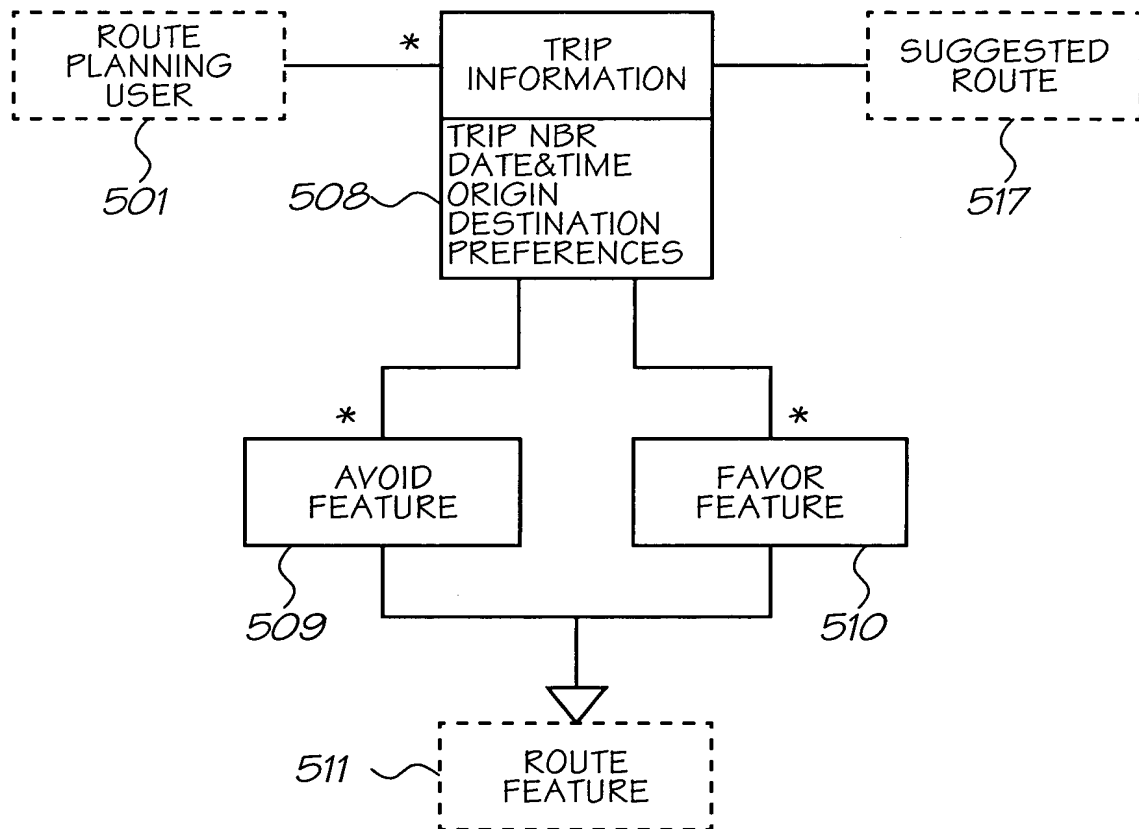 ROUTE
PLANNING
USER
501
*
TRIP
INFORMATION
TRIP NBR
DATE&TIME
ORIGIN
DESTINATION
PREFERENCES
508
SUGGESTED
ROUTE
517
*
AVOID
FEATURE
509
*
FAVOR
FEATURE
510
ROUTE
FEATURE
511